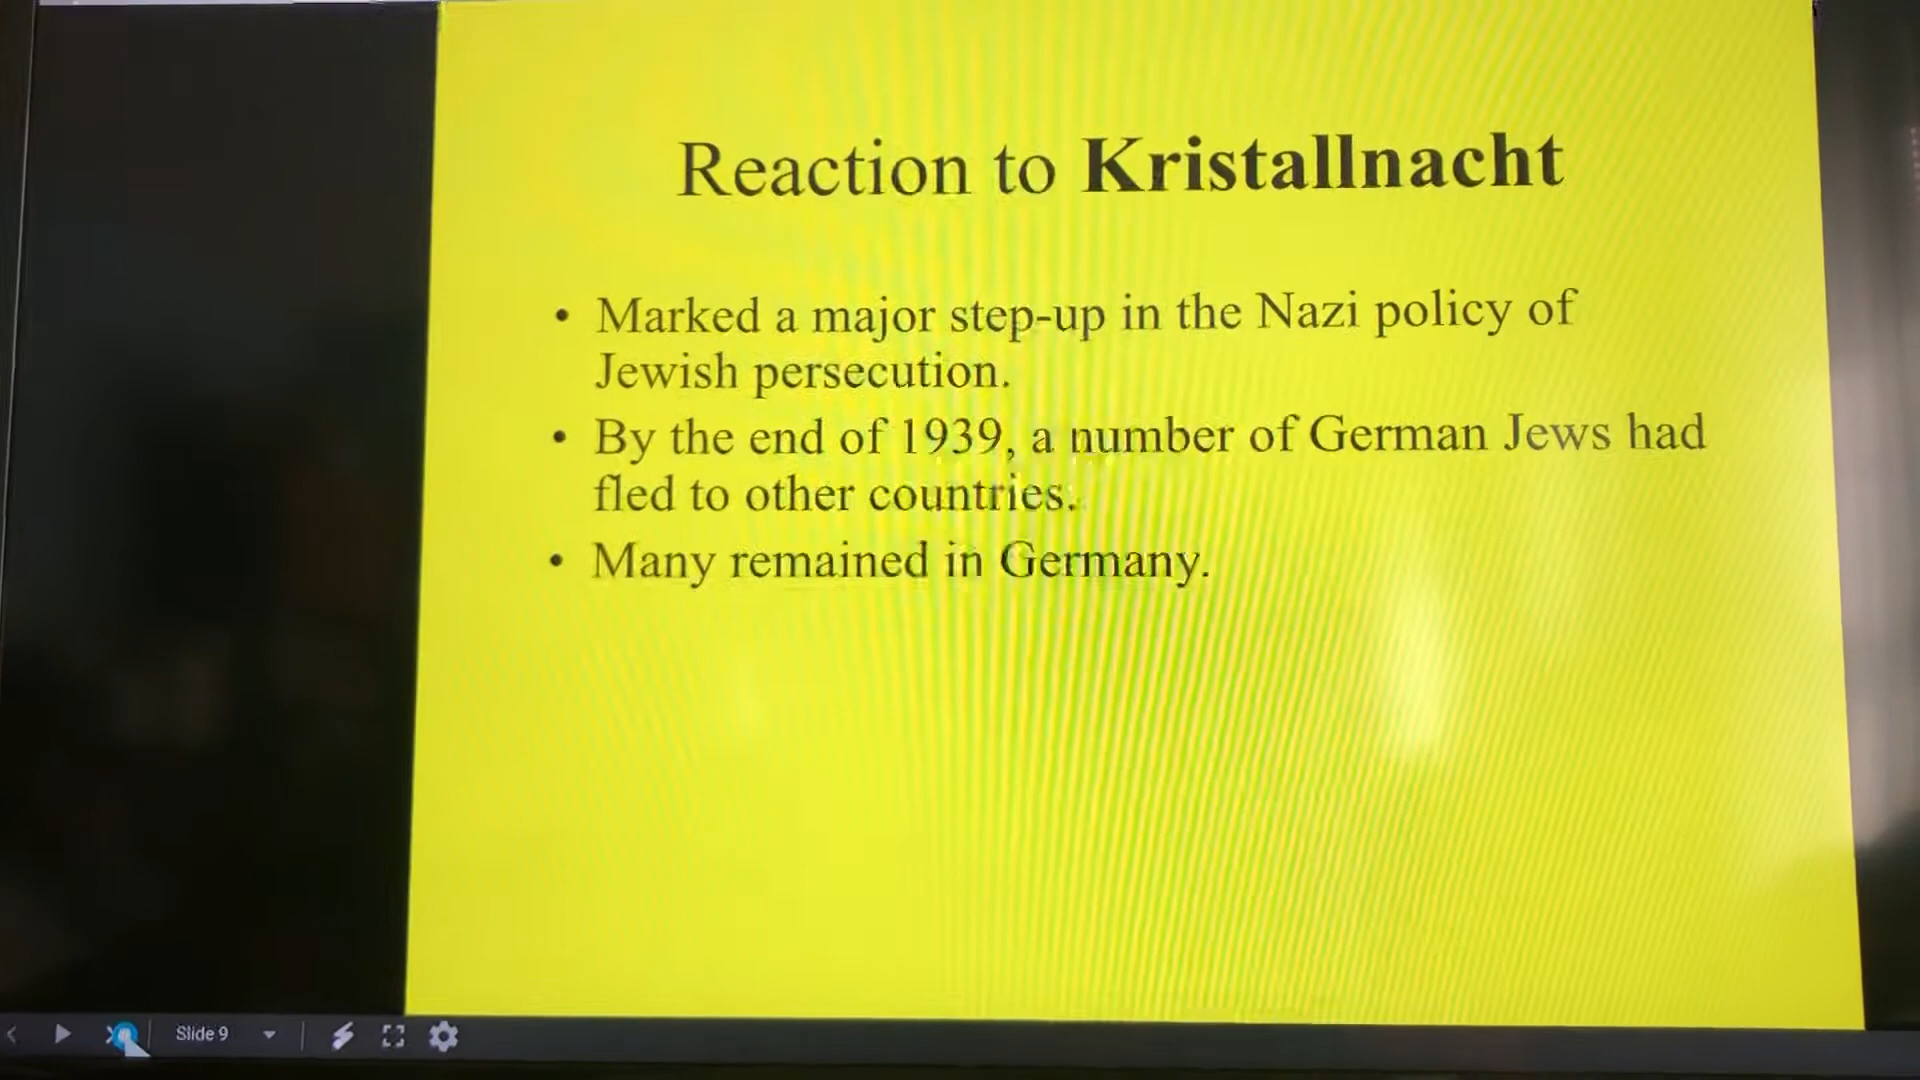 Reaction to Kristallnacht
• Marked a major step-up in the Nazi policy of
Jewish persecution.
• By the end of 1939, a number of German Jews had
fled to other countries.
• Many remained in Germany.
Slide 9